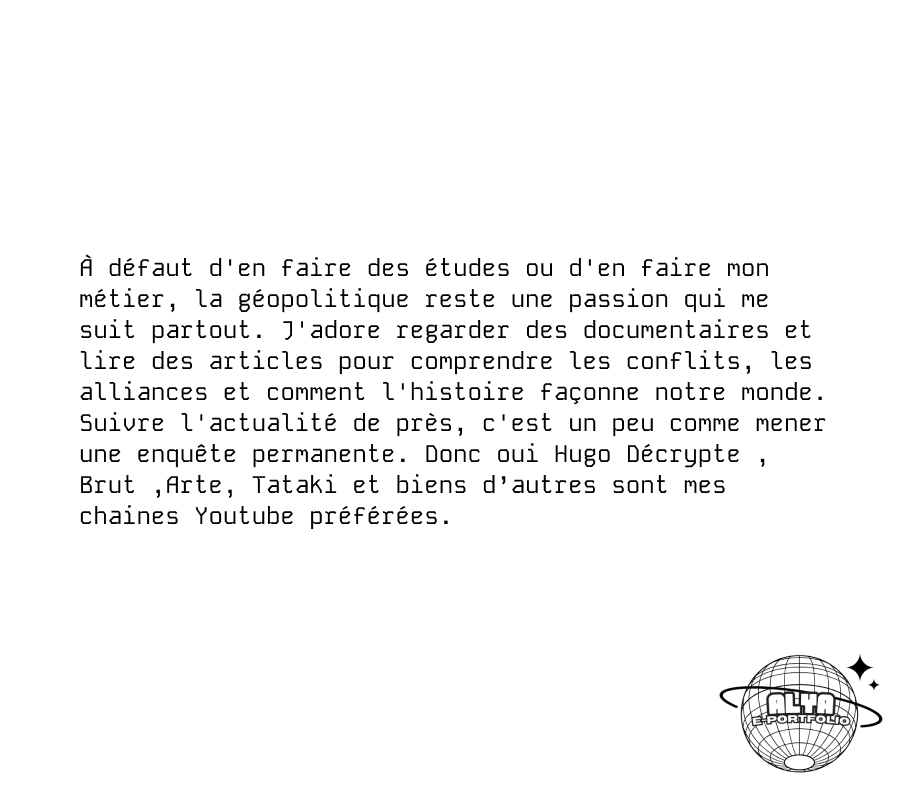 À défaut d'en faire des études ou d'en faire mon
métier, la géopolitique reste une passion qui me
suit partout. J'adore regarder des documentaires et
lire des articles pour comprendre les conflits, les
alliances et comment l'histoire façonne notre monde.
Suivre l'actualité de près, c'est un peu comme mener
une enquête permanente. Donc oui Hugo Décrypte ,
Brut ,Arte, Tataki et biens d’autres sont mes
chaines Youtube préférées.
ALYA
E-PORTFOLIO